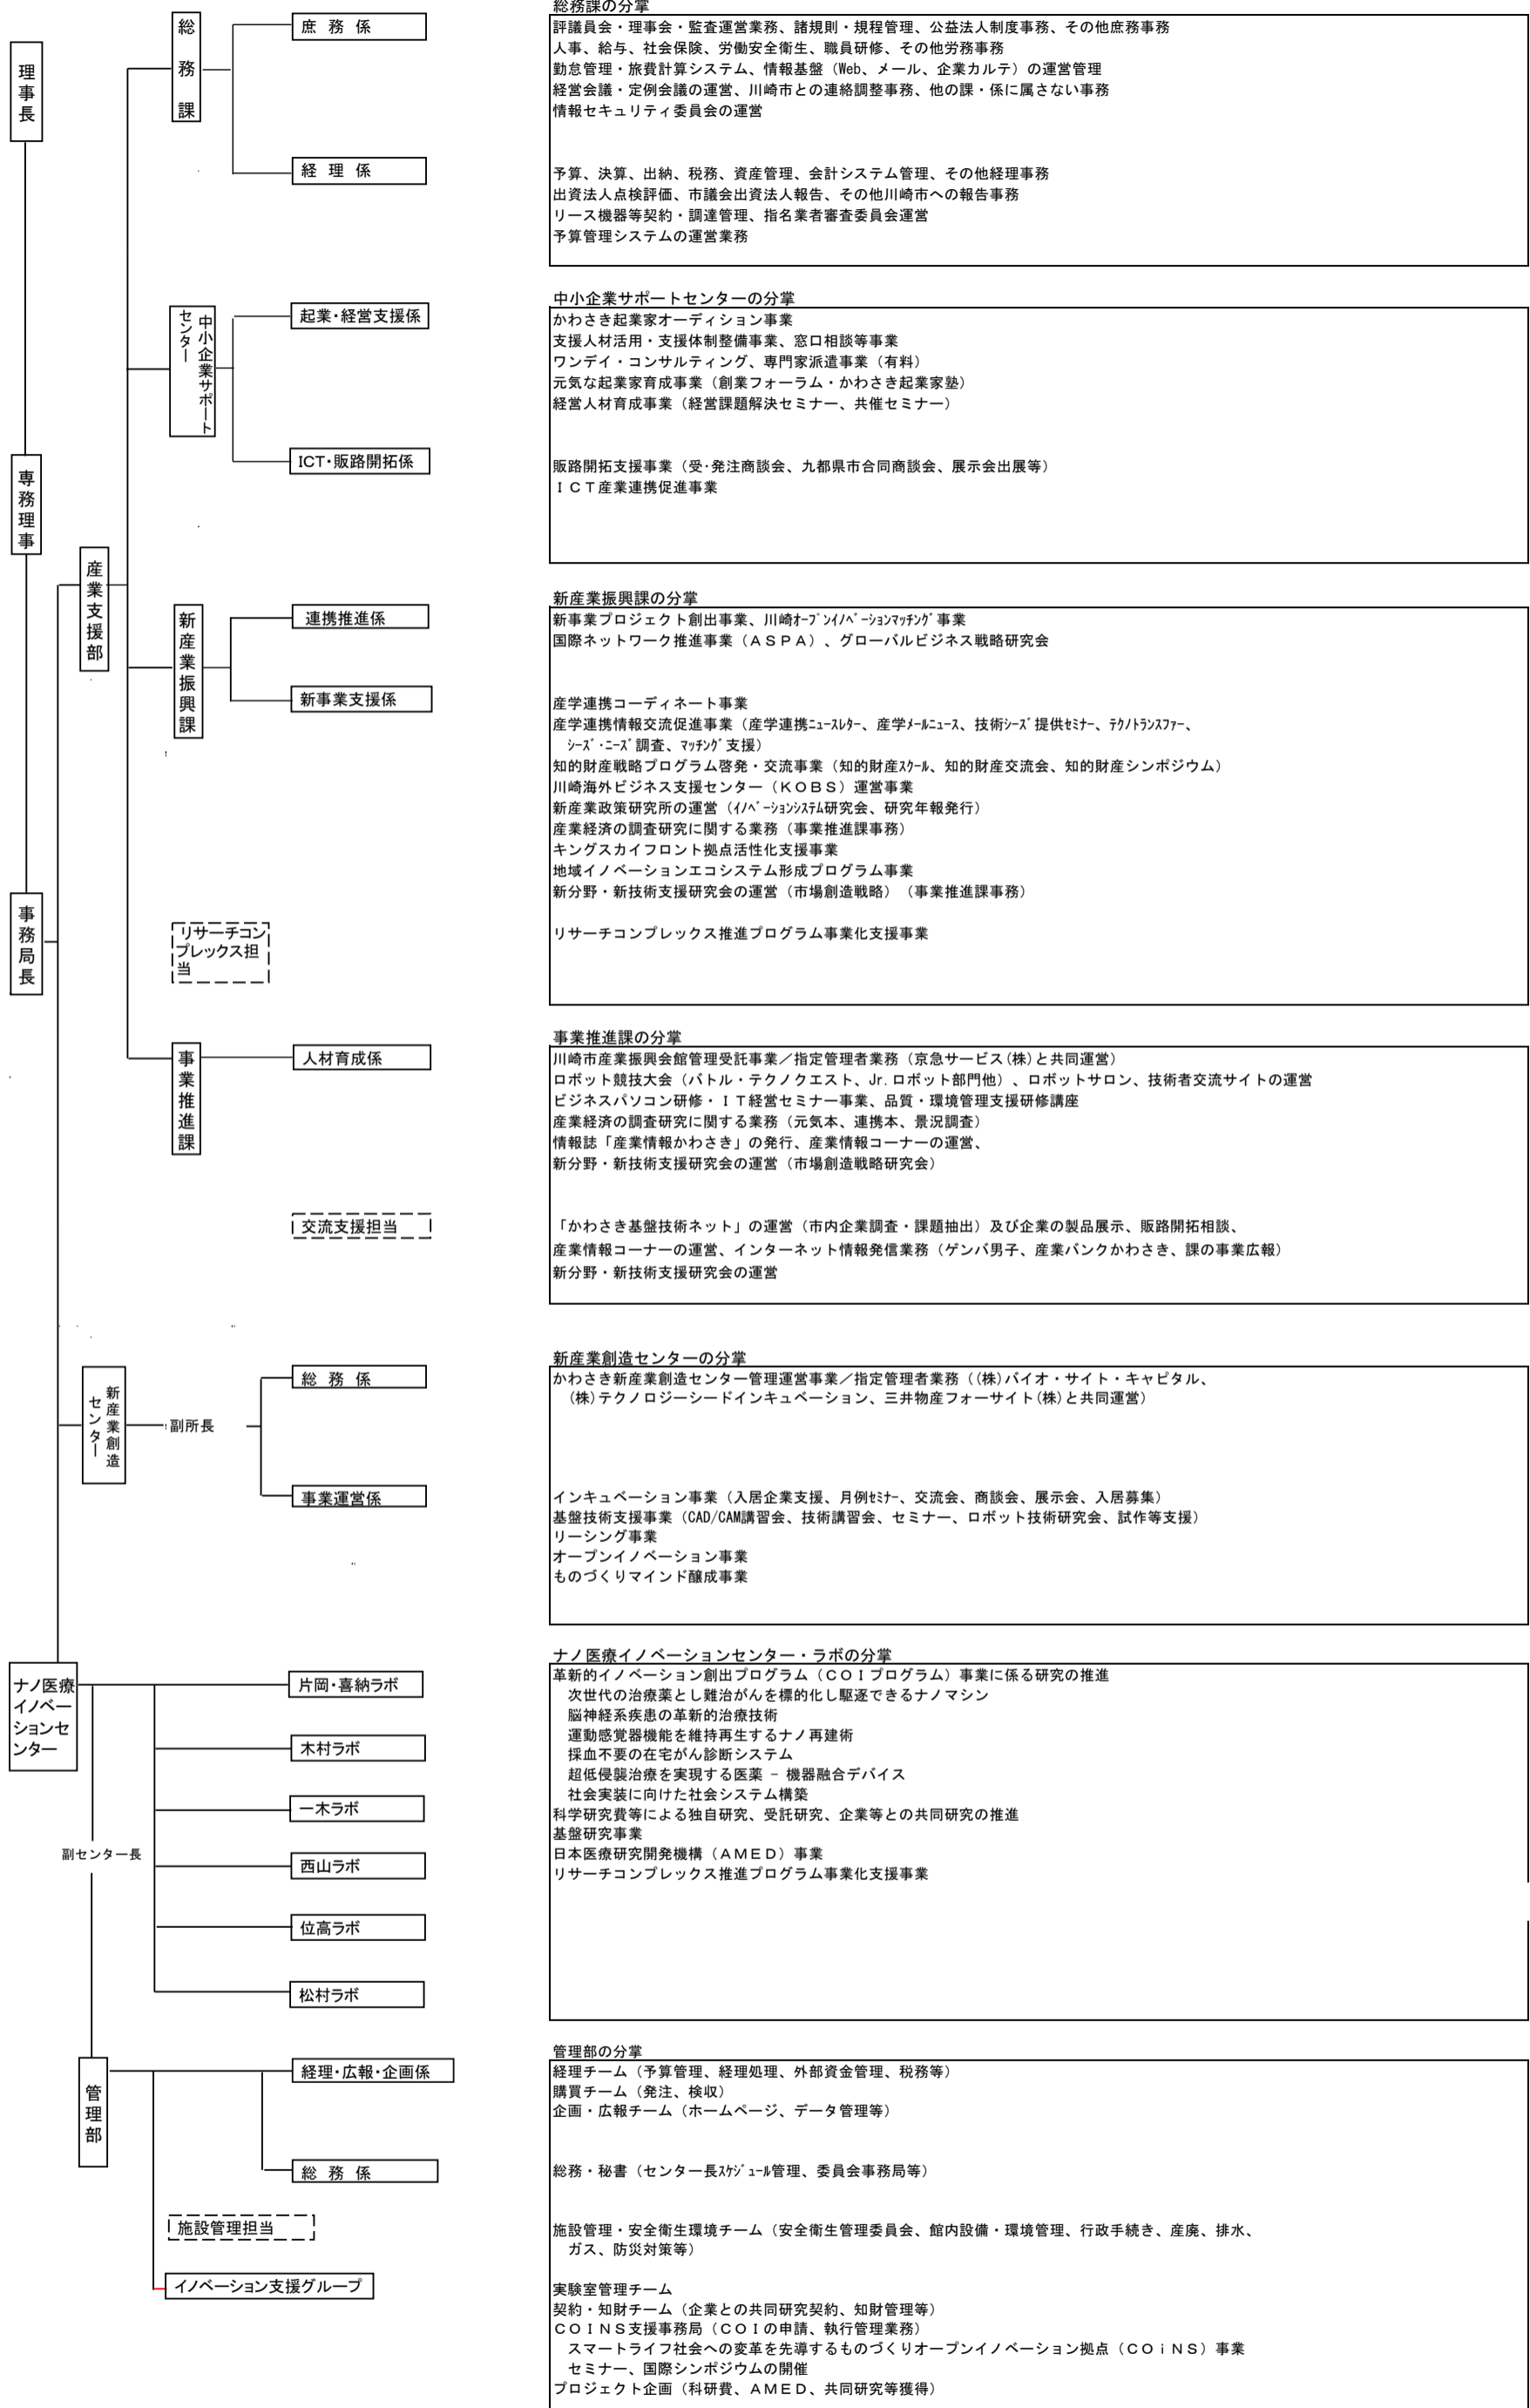 理事長
専務理事
事務局長
産業支援部
総務課
庶務係
経理係
総務課の分掌
評議員会・理事会・監査運営業務、諸規則・規程管理、公益法人制度事務、その他庶務事務
人事、給与、社会保険、労働安全衛生、職員研修、その他労務事務
勤怠管理・旅費計算システム、情報基盤（Web、メール、企業カルテ）の運営管理
経営会議・定例会議の運営、川崎市との連絡調整事務、他の課・係に属さない事務
情報セキュリティ委員会の運営
予算、決算、出納、税務、資産管理、会計システム管理、その他経理事務
出資法人点検評価、市議会出資法人報告、その他川崎市への報告事務
リース機器等契約・調達管理、指名業者審査委員会運営
予算管理システムの運営業務
中小企業サポート
センター
起業・経営支援係
ICT・販路開拓係
中小企業サポートセンターの分掌
かわさき起業家オーディション事業
支援人材活用・支援体制整備事業、窓口相談等事業
ワンデイ・コンサルティング、専門家派遣事業（有料）
元気な起業家育成事業（創業フォーラム・かわさき起業家塾）
経営人材育成事業（経営課題解決セミナー、共催セミナー）
販路開拓支援事業（受･発注商談会、九都県市合同商談会、展示会出展等）
ＩＣＴ産業連携促進事業
新産業振興課
連携推進係
新事業支援係
リサーチコン
プレックス担
当
新産業振興課の分掌
新事業プロジェクト創出事業、川崎ｵｰﾌﾟﾝｲﾉﾍﾞｰｼｮﾝﾏｯﾁﾝｸﾞ事業
国際ネットワーク推進事業（ＡＳＰＡ）、グローバルビジネス戦略研究会
産学連携コーディネート事業
産学連携情報交流促進事業（産学連携ﾆｭｰｽﾚﾀｰ、産学ﾒｰﾙﾆｭｰｽ、技術ｼｰｽﾞ提供ｾﾐﾅｰ、ﾃｸﾉﾄﾗﾝｽﾌｧｰ、
ｼｰｽﾞ･ﾆｰｽﾞ調査、ﾏｯﾁﾝｸﾞ支援）
知的財産戦略プログラム啓発・交流事業（知的財産ｽｸｰﾙ、知的財産交流会、知的財産シンポジウム）
川崎海外ビジネス支援センター（ＫＯＢＳ）運営事業
新産業政策研究所の運営（ｲﾉﾍﾞｰｼｮﾝｼｽﾃﾑ研究会、研究年報発行）
産業経済の調査研究に関する業務（事業推進課事務）
キングスカイフロント拠点活性化支援事業
地域イノベーションエコシステム形成プログラム事業
新分野・新技術支援研究会の運営（市場創造戦略）（事業推進課事務）
リサーチコンプレックス推進プログラム事業化支援事業
事業推進課
人材育成係
交流支援担当
事業推進課の分掌
川崎市産業振興会館管理受託事業／指定管理者業務（京急サービス(株)と共同運営）
ロボット競技大会（バトル・テクノクエスト、Jr.ロボット部門他）、ロボットサロン、技術者交流サイトの運営
ビジネスパソコン研修・ＩＴ経営セミナー事業、品質・環境管理支援研修講座
産業経済の調査研究に関する業務（元気本、連携本、景況調査）
情報誌「産業情報かわさき」の発行、産業情報コーナーの運営、
新分野・新技術支援研究会の運営（市場創造戦略研究会）
「かわさき基盤技術ネット」の運営（市内企業調査・課題抽出）及び企業の製品展示、販路開拓相談、
産業情報コーナーの運営、インターネット情報発信業務（ゲンバ男子、産業バンクかわさき、課の事業広報）
新分野・新技術支援研究会の運営
新産業創造
センター
副所長
総務係
事業運営係
新産業創造センターの分掌
かわさき新産業創造センター管理運営事業／指定管理者業務（(株)バイオ・サイト・キャピタル、
(株)テクノロジーシードインキュベーション、三井物産フォーサイト(株)と共同運営）
インキュベーション事業（入居企業支援、月例ｾﾐﾅｰ、交流会、商談会、展示会、入居募集）
基盤技術支援事業（CAD/CAM講習会、技術講習会、セミナー、ロボット技術研究会、試作等支援）
リーシング事業
オープンイノベーション事業
ものづくりマインド醸成事業
ナノ医療
イノベー
ションセ
ンター
副センター長
片岡・喜納ラボ
木村ラボ
一木ラボ
西山ラボ
位高ラボ
松村ラボ
ナノ医療イノベーションセンター・ラボの分掌
革新的イノベーション創出プログラム（ＣＯＩプログラム）事業に係る研究の推進
次世代の治療薬とし難治がんを標的化し駆逐できるナノマシン
脳神経系疾患の革新的治療技術
運動感覚器機能を維持再生するナノ再建術
採血不要の在宅がん診断システム
超低侵襲治療を実現する医薬－機器融合デバイス
社会実装に向けた社会システム構築
科学研究費等による独自研究、受託研究、企業等との共同研究の推進
基盤研究事業
日本医療研究開発機構（ＡＭＥＤ）事業
リサーチコンプレックス推進プログラム事業化支援事業
管理部
経理・広報・企画係
総務係
施設管理担当
イノベーション支援グループ
管理部の分掌
経理チーム（予算管理、経理処理、外部資金管理、税務等）
購買チーム（発注、検収）
企画・広報チーム（ホームページ、データ管理等）
総務・秘書（センター長ｽｹｼﾞｭｰﾙ管理、委員会事務局等）
施設管理・安全衛生環境チーム（安全衛生管理委員会、館内設備・環境管理、行政手続き、産廃、排水、
ガス、防災対策等）
実験室管理チーム
契約・知財チーム（企業との共同研究契約、知財管理等）
ＣＯＩＮＳ支援事務局（ＣＯＩの申請、執行管理業務）
スマートライフ社会への変革を先導するものづくりオープンイノベーション拠点（ＣＯｉＮＳ）事業
セミナー、国際シンポジウムの開催
プロジェクト企画（科研費、ＡＭＥＤ、共同研究等獲得）